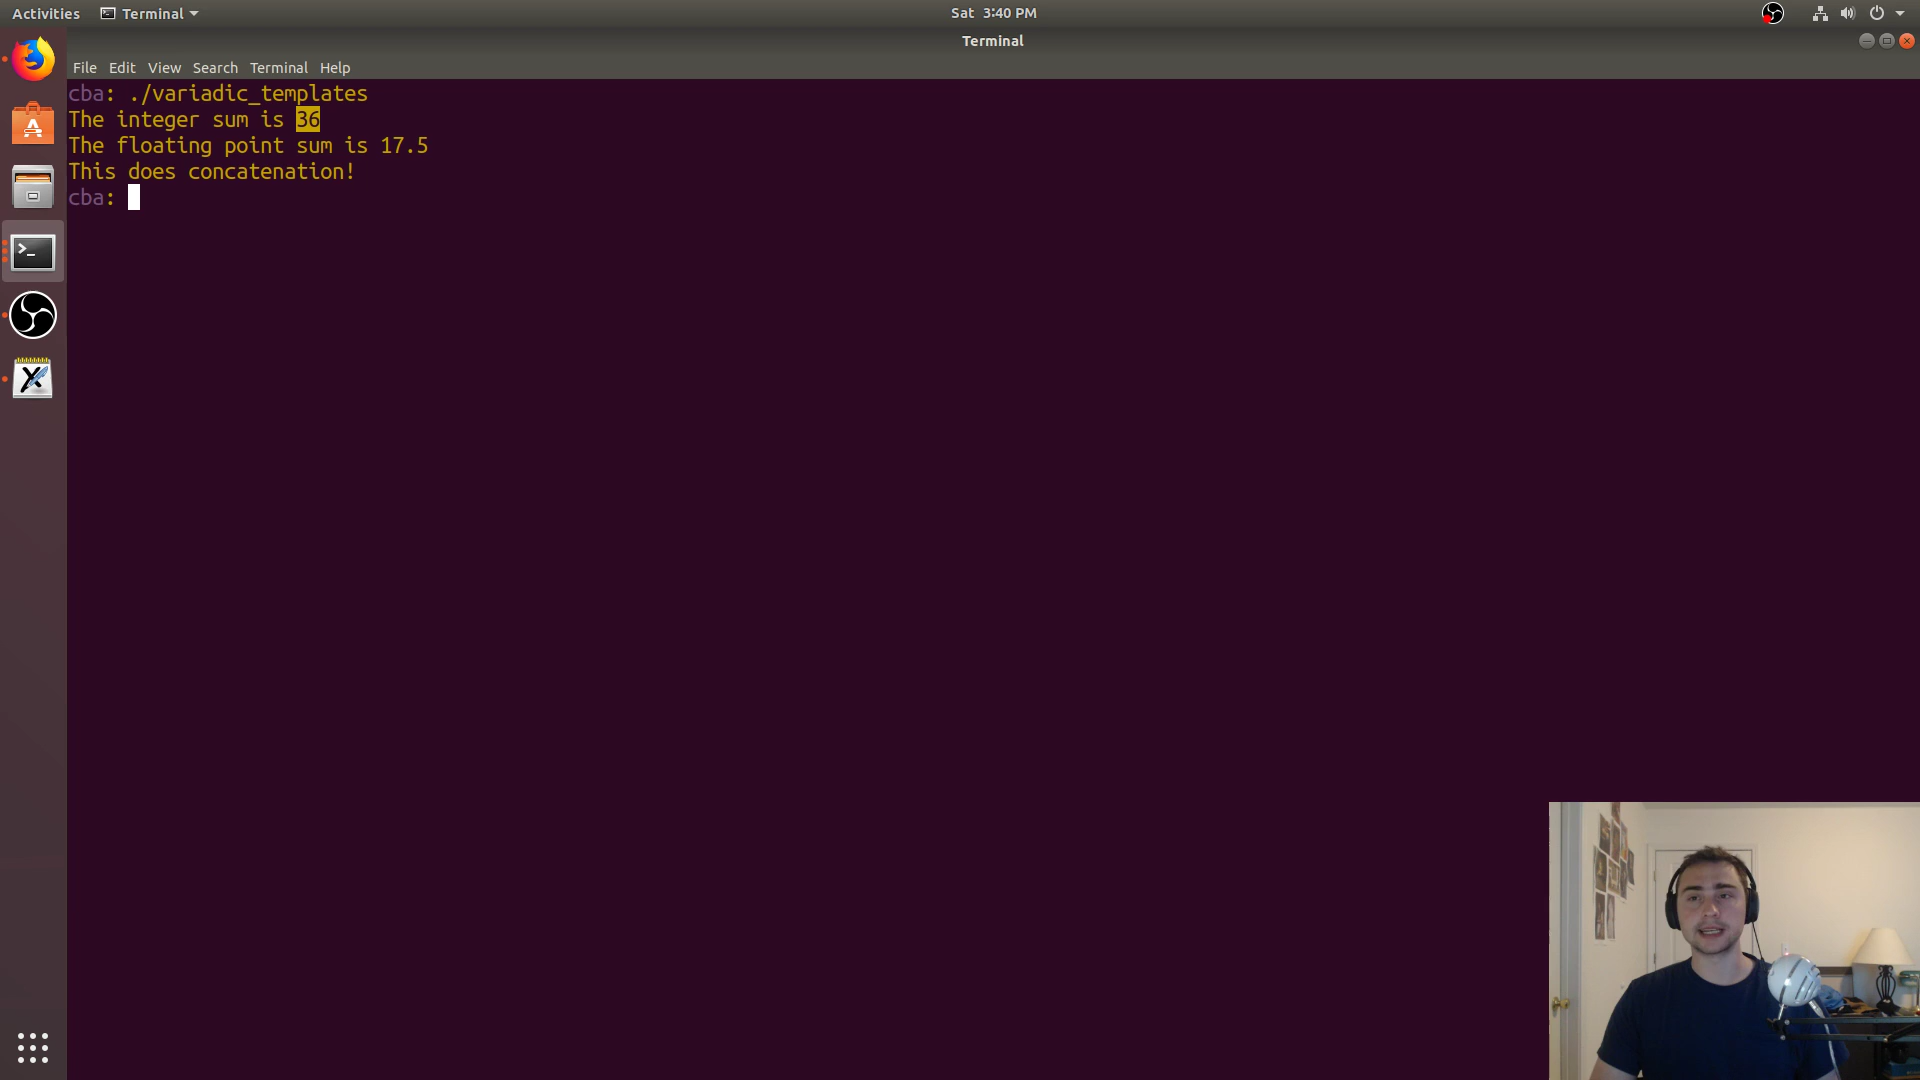 Activities Terminal Sat 3:40 PM
Terminal
File Edit View Search Terminal Help
cba: ./variadic_templates
The integer sum is 36
The floating point sum is 17.5
This does concatenation!
cba: